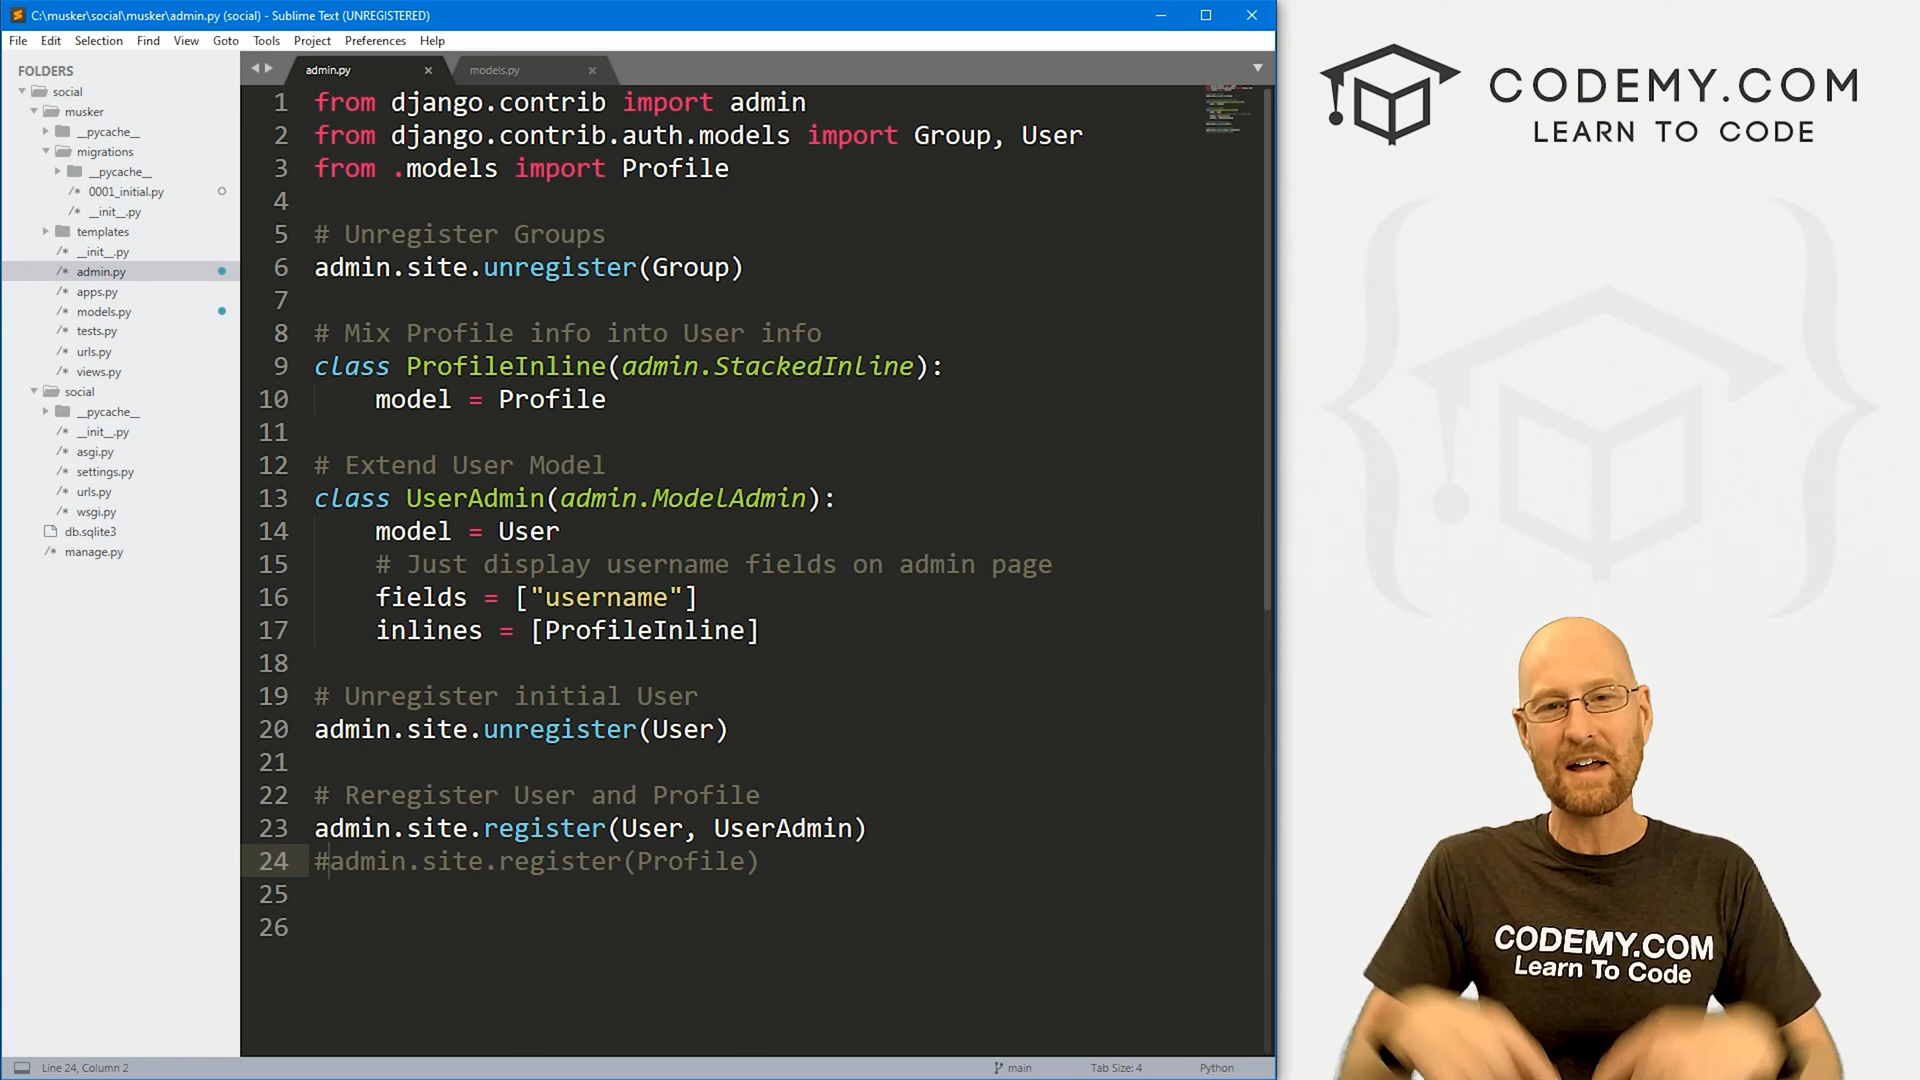 C:\musker\social\musker\admin.py (social) - Sublime Text (UNREGISTERED)
File Edit Selection Find View Goto Tools Project Preferences Help
FOLDERS
social
musker
__pycache__
migrations
__pycache__
/* 0001_initial.py
/* __init__.py
templates
/* __init__.py
/* admin.py
/* apps.py
/* models.py
/* tests.py
/* urls.py
/* views.py
social
__pycache__
/* __init__.py
/* asgi.py
/* settings.py
/* urls.py
/* wsgi.py
db.sqlite3
/* manage.py
admin.py models.py
1 from django.contrib import admin
2 from django.contrib.auth.models import Group, User
3 from .models import Profile
4
5 # Unregister Groups
6 admin.site.unregister(Group)
7
8 # Mix Profile info into User info
9 class ProfileInline(admin.StackedInline):
10     model = Profile
11
12 # Extend User Model
13 class UserAdmin(admin.ModelAdmin):
14     model = User
15     # Just display username fields on admin page
16     fields = ["username"]
17     inlines = [ProfileInline]
18
19 # Unregister initial User
20 admin.site.unregister(User)
21
22 # Reregister User and Profile
23 admin.site.register(User, UserAdmin)
24 #admin.site.register(Profile)
25
26
Line 24, Column 2 main Tab Size: 4 Python
CODEMY.COM
LEARN TO CODE
CODEMY.COM
Learn To Code